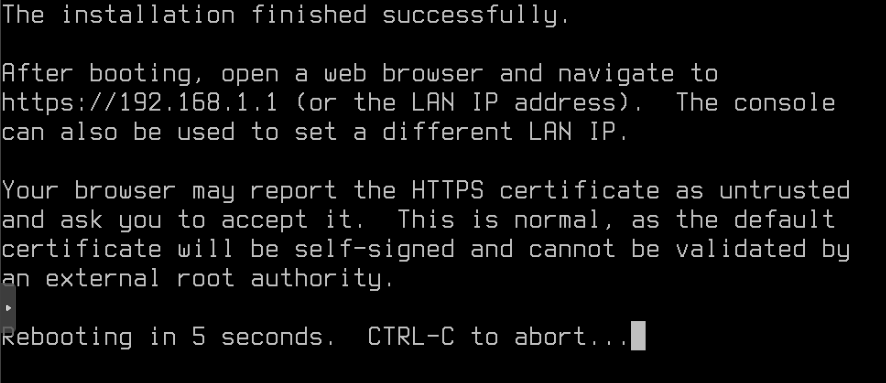 The installation finished successfully.
After booting, open a web browser and navigate to
https://192.168.1.1 (or the LAN IP address).  The console
can also be used to set a different LAN IP.
Your browser may report the HTTPS certificate as untrusted
and ask you to accept it.  This is normal, as the default
certificate will be self-signed and cannot be validated by
an external root authority.
Rebooting in 5 seconds.  CTRL-C to abort...